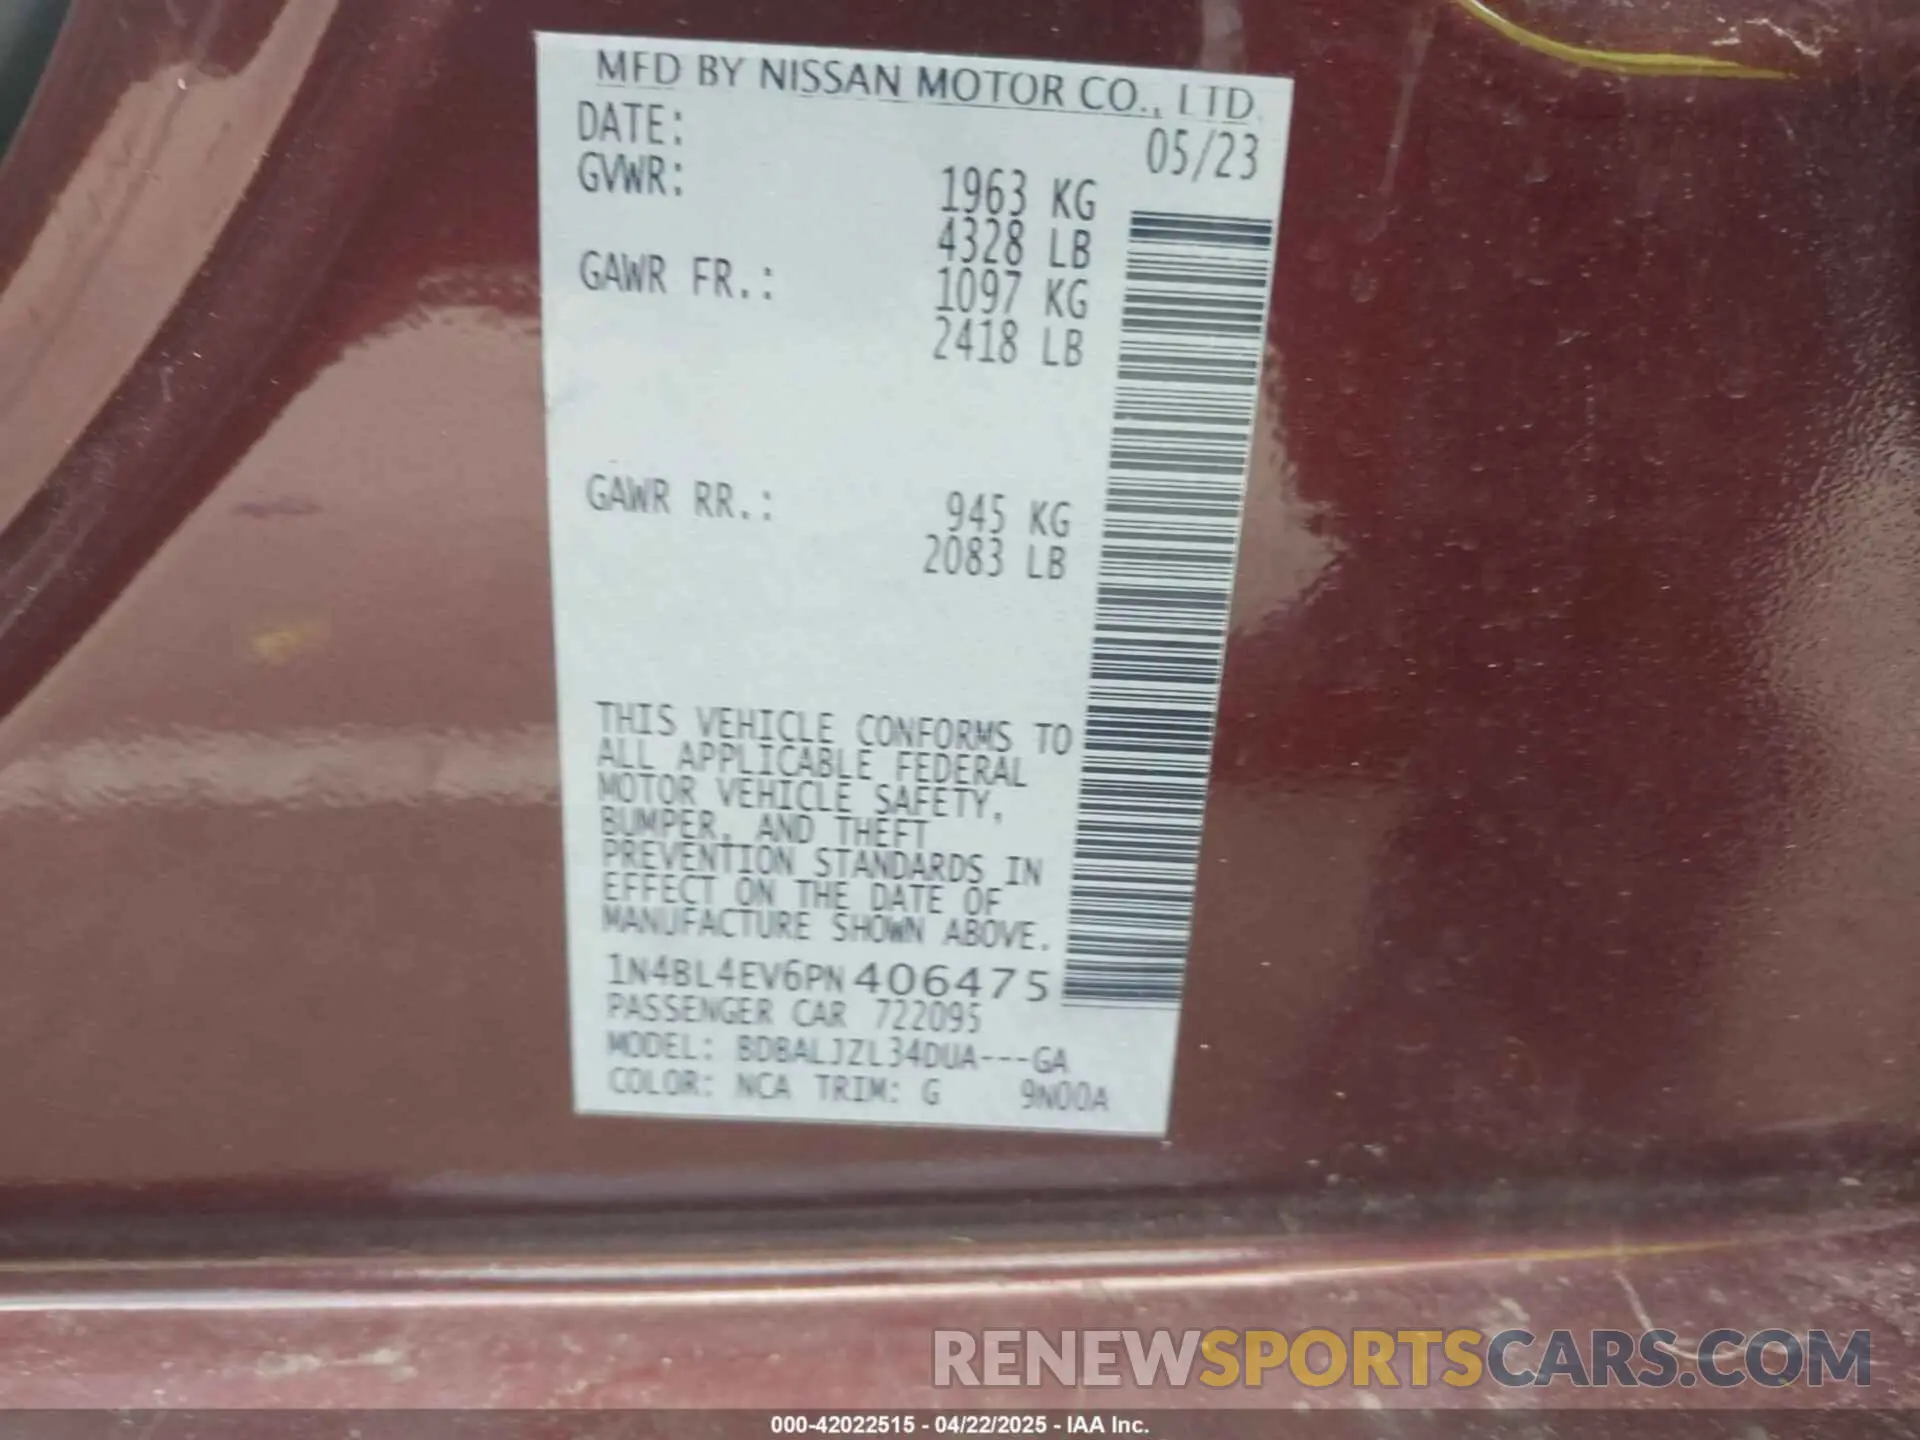 MFD BY NISSAN MOTOR CO., LTD.
DATE: 05/23
GVWR: 1963 KG
4328 LB
GAWR FR.: 1097 KG
2418 LB
GAWR RR.: 945 KG
2083 LB
THIS VEHICLE CONFORMS TO
ALL APPLICABLE FEDERAL
MOTOR VEHICLE SAFETY,
BUMPER, AND THEFT
PREVENTION STANDARDS IN
EFFECT ON THE DATE OF
MANUFACTURE SHOWN ABOVE.
1N4BL4EV6PN406475
PASSENGER CAR 722095
MODEL: BDBALJZL34DUA---GA
COLOR: NCA TRIM: G 9N00A
RENEWSPORTSCARS.COM
000-42022515 - 04/22/2025 - IAA Inc.